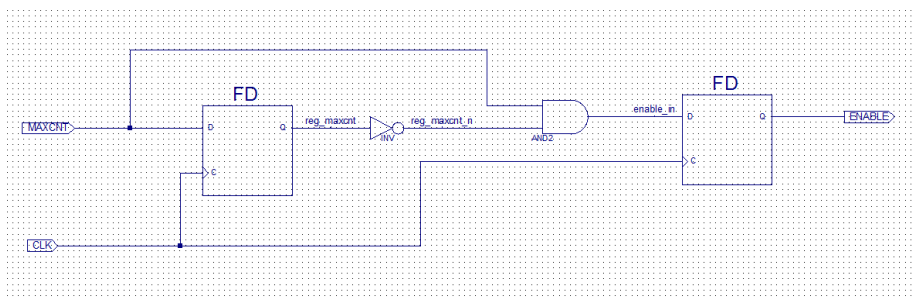 FD
FD
MAXCNT
D
Q
reg_maxcnt
INV
reg_maxcnt_n
AND2
enable_in
D
Q
ENABLE
C
C
CLK